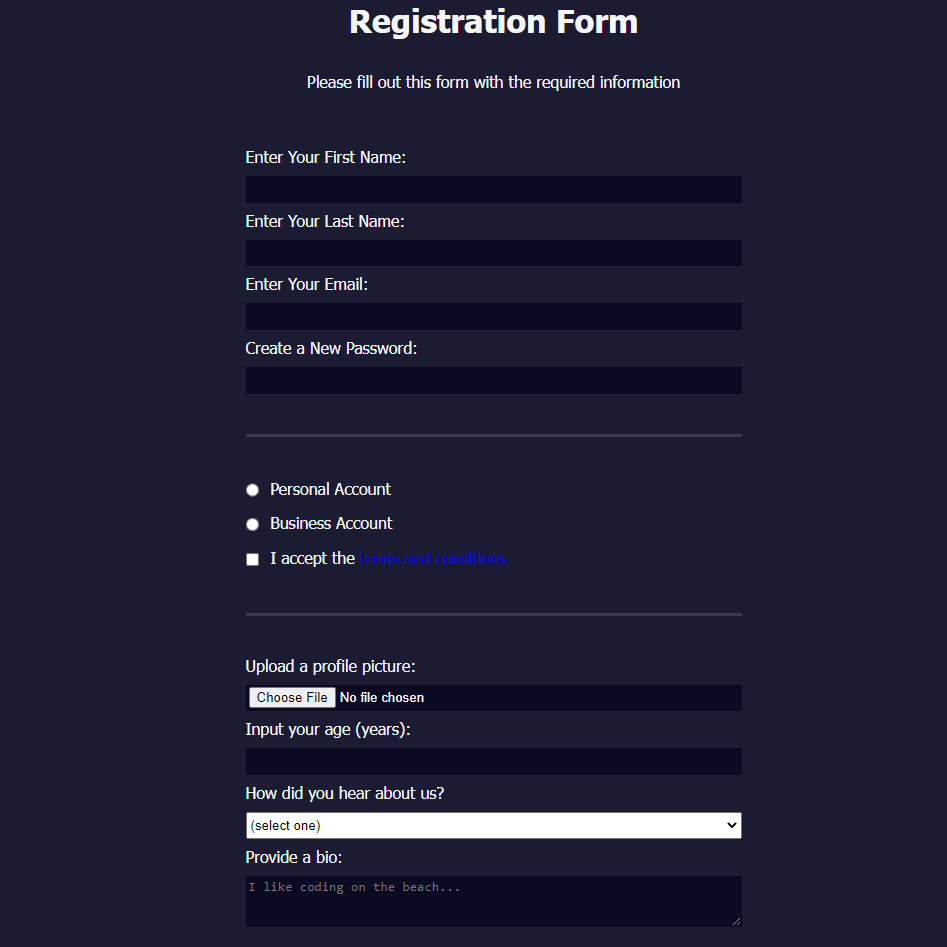 Registration Form
Please fill out this form with the required information
Enter Your First Name:
Enter Your Last Name:
Enter Your Email:
Create a New Password:
Personal Account
Business Account
I accept the terms and conditions
Upload a profile picture:
Choose File No file chosen
Input your age (years):
How did you hear about us?
(select one)
Provide a bio:
I like coding on the beach...